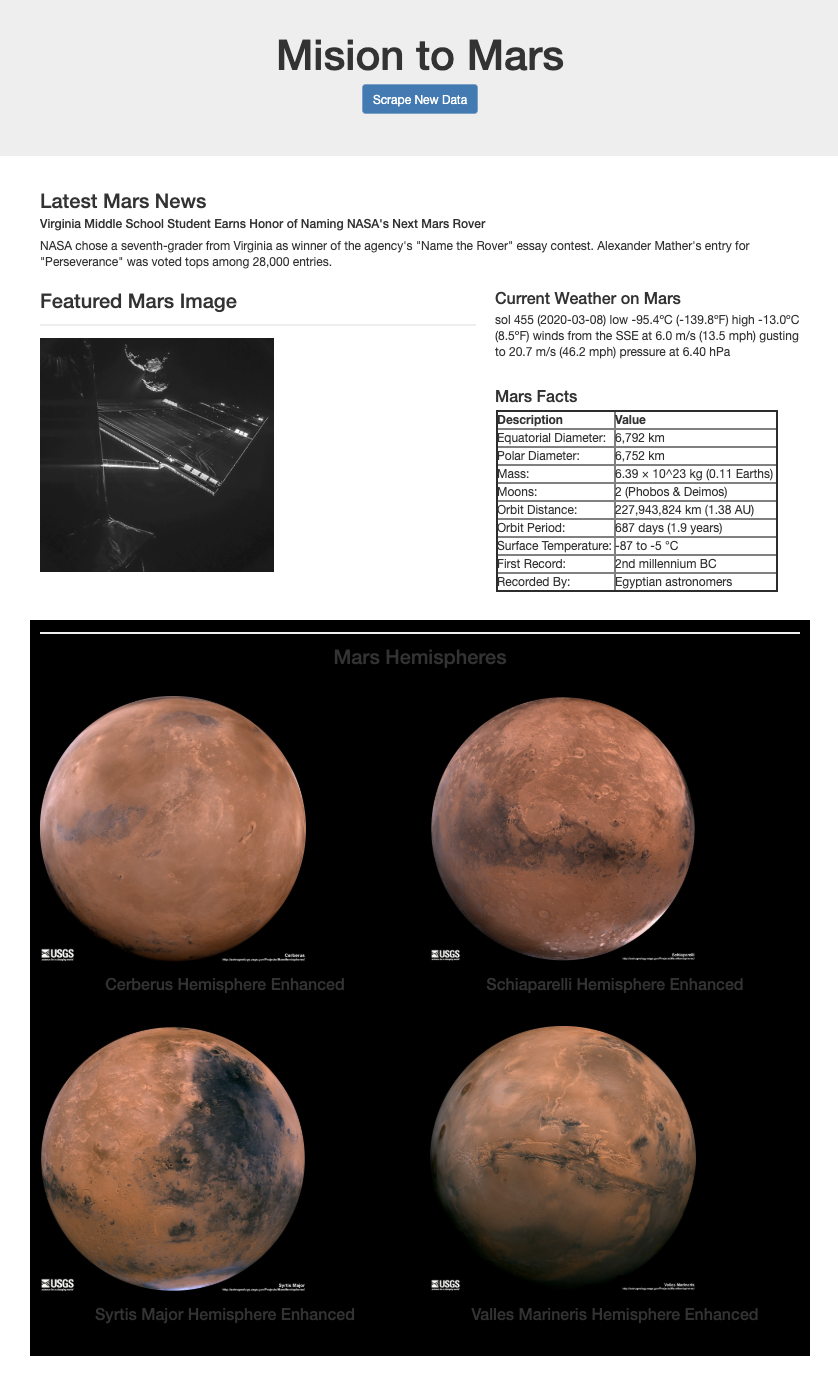 Mision to Mars
Scrape New Data
Latest Mars News
Virginia Middle School Student Earns Honor of Naming NASA's Next Mars Rover
NASA chose a seventh-grader from Virginia as winner of the agency's "Name the Rover" essay contest. Alexander Mather's entry for
"Perseverance" was voted tops among 28,000 entries.
Featured Mars Image
Current Weather on Mars
sol 455 (2020-03-08) low -95.4ºC (-139.8ºF) high -13.0ºC
(8.5ºF) winds from the SSE at 6.0 m/s (13.5 mph) gusting
to 20.7 m/s (46.2 mph) pressure at 6.40 hPa
Mars Facts
Description Value
Equatorial Diameter: 6,792 km
Polar Diameter: 6,752 km
Mass: 6.39 × 10^23 kg (0.11 Earths)
Moons: 2 (Phobos & Deimos)
Orbit Distance: 227,943,824 km (1.38 AU)
Orbit Period: 687 days (1.9 years)
Surface Temperature: -87 to -5 °C
First Record: 2nd millennium BC
Recorded By: Egyptian astronomers
Mars Hemispheres
USGS
Cerberus
USGS
Schiaparelli
Cerberus Hemisphere Enhanced
Schiaparelli Hemisphere Enhanced
USGS
Syrtis Major
USGS
Valles Marineris
Syrtis Major Hemisphere Enhanced
Valles Marineris Hemisphere Enhanced